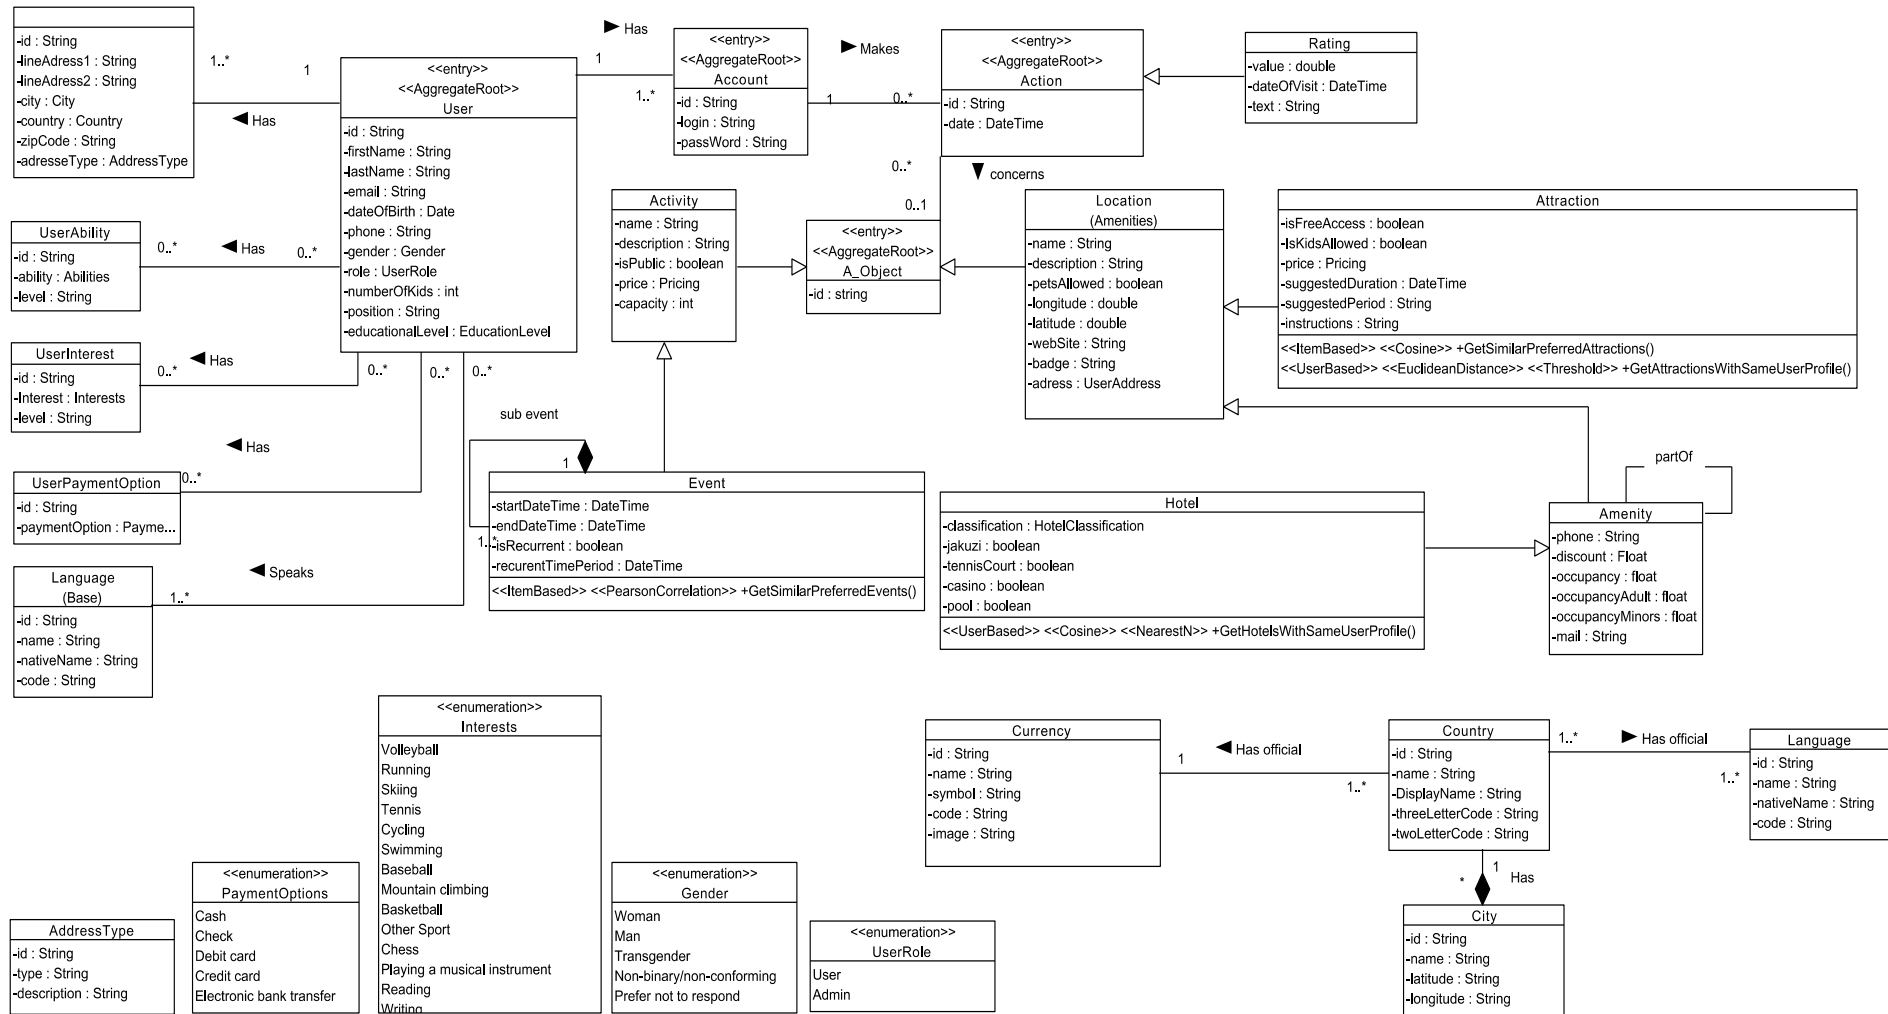 -id : String
-lineAdress1 : String
-lineAdress2 : String
-city : City
-country : Country
-zipCode : String
-adresseType : AddressType
1..*
1
Has
<<entry>>
<<AggregateRoot>>
User
-id : String
-firstName : String
-lastName : String
-email : String
-dateOfBirth : Date
-phone : String
-gender : Gender
-role : UserRole
-numberOfKids : int
-position : String
-educationalLevel : EducationLevel
Has
1
1..*
<<entry>>
<<AggregateRoot>>
Account
-id : String
-login : String
-passWord : String
Makes
1
0..*
<<entry>>
<<AggregateRoot>>
Action
-id : String
-date : DateTime
Rating
-value : double
-dateOfVisit : DateTime
-text : String
0..*
concerns
0..1
UserAbility
-id : String
-ability : Abilities
-level : String
0..*
Has
0..*
Activity
-name : String
-description : String
-isPublic : boolean
-price : Pricing
-capacity : int
<<entry>>
<<AggregateRoot>>
A_Object
-id : string
Location
(Amenities)
-name : String
-description : String
-petsAllowed : boolean
-longitude : double
-latitude : double
-webSite : String
-badge : String
-adress : UserAddress
Attraction
-isFreeAccess : boolean
-IsKidsAllowed : boolean
-price : Pricing
-suggestedDuration : DateTime
-suggestedPeriod : String
-instructions : String
<<ItemBased>> <<Cosine>> +GetSimilarPreferredAttractions()
<<UserBased>> <<EuclideanDistance>> <<Threshold>> +GetAttractionsWithSameUserProfile()
UserInterest
-id : String
-Interest : Interests
-level : String
0..*
Has
0..*
0..*
0..*
sub event
1
1..*
Has
0..*
UserPaymentOption
-id : String
-paymentOption : Payme...
Event
-startDateTime : DateTime
-endDateTime : DateTime
-isRecurrent : boolean
-recurentTimePeriod : DateTime
<<ItemBased>> <<PearsonCorrelation>> +GetSimilarPreferredEvents()
Hotel
-classification : HotelClassification
-jakuzi : boolean
-tennisCourt : boolean
-casino : boolean
-pool : boolean
<<UserBased>> <<Cosine>> <<NearestN>> +GetHotelsWithSameUserProfile()
partOf
Amenity
-phone : String
-discount : Float
-occupancy : float
-occupancyAdult : float
-occupancyMinors : float
-mail : String
Speaks
1..*
Language
(Base)
-id : String
-name : String
-nativeName : String
-code : String
<<enumeration>>
Interests
Volleyball
Running
Skiing
Tennis
Cycling
Swimming
Baseball
Mountain climbing
Basketball
Other Sport
Chess
Playing a musical instrument
Reading
Writing
Currency
-id : String
-name : String
-symbol : String
-code : String
-image : String
Has official
1
1..*
Country
-id : String
-name : String
-DisplayName : String
-threeLetterCode : String
-twoLetterCode : String
1..*
Has official
1..*
Language
-id : String
-name : String
-nativeName : String
-code : String
1
*
Has
City
-id : String
-name : String
-latitude : String
-longitude : String
AddressType
-id : String
-type : String
-description : String
<<enumeration>>
PaymentOptions
Cash
Check
Debit card
Credit card
Electronic bank transfer
<<enumeration>>
Gender
Woman
Man
Transgender
Non-binary/non-conforming
Prefer not to respond
<<enumeration>>
UserRole
User
Admin